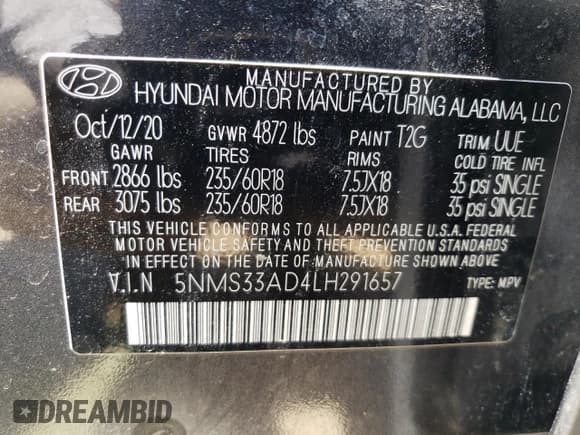 MANUFACTURED BY
HYUNDAI MOTOR MANUFACTURING ALABAMA, LLC
Oct/12/20 GVWR 4872 lbs PAINT T2G TRIM UUE
GAWR TIRES RIMS COLD TIRE INFL
FRONT 2866 lbs 235/60R18 7.5JX18 35 psi SINGLE
REAR 3075 lbs 235/60R18 7.5JX18 35 psi SINGLE
THIS VEHICLE CONFORMS TO ALL APPLICABLE U.S.A. FEDERAL
MOTOR VEHICLE SAFETY AND THEFT PREVENTION STANDARDS
IN EFFECT ON THE DATE OF MANUFACTURE SHOWN ABOVE.
V.I.N 5NMS33AD4LH291657 TYPE: MPV
DREAMBID